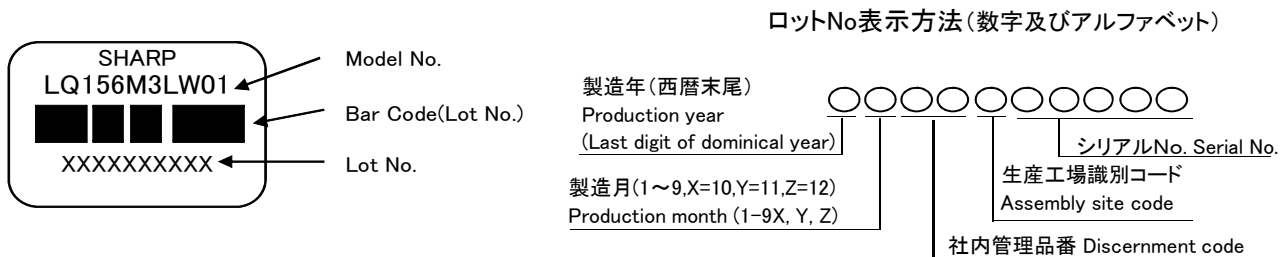 ロットNo表示方法(数字及びアルファベット)
SHARP
LQ156M3LW01
XXXXXXXXXX
Model No.
Bar Code(Lot No.)
Lot No.
製造年(西暦末尾)
Production year
(Last digit of dominical year)
製造月(1~9,X=10,Y=11,Z=12)
Production month (1-9X, Y, Z)
シリアルNo. Serial No.
生産工場識別コード
Assembly site code
社内管理品番 Discernment code